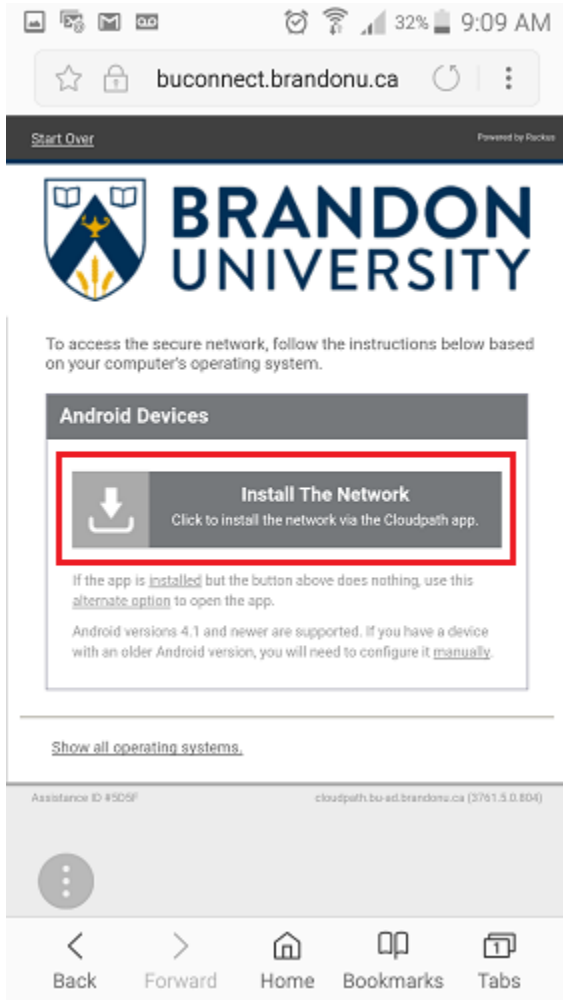 32% 9:09 AM
buconnect.brandonu.ca
Start Over Powered by Ruckus
BRANDON
UNIVERSITY
To access the secure network, follow the instructions below based
on your computer's operating system.
Android Devices
Install The Network
Click to install the network via the Cloudpath app.
If the app is installed but the button above does nothing, use this
alternate option to open the app.
Android versions 4.1 and newer are supported. If you have a device
with an older Android version, you will need to configure it manually.
Show all operating systems.
Assistance ID #5D5F cloudpath.bu-ad.brandonu.ca (3761.5.0.804)
Back Forward Home Bookmarks 1 Tabs